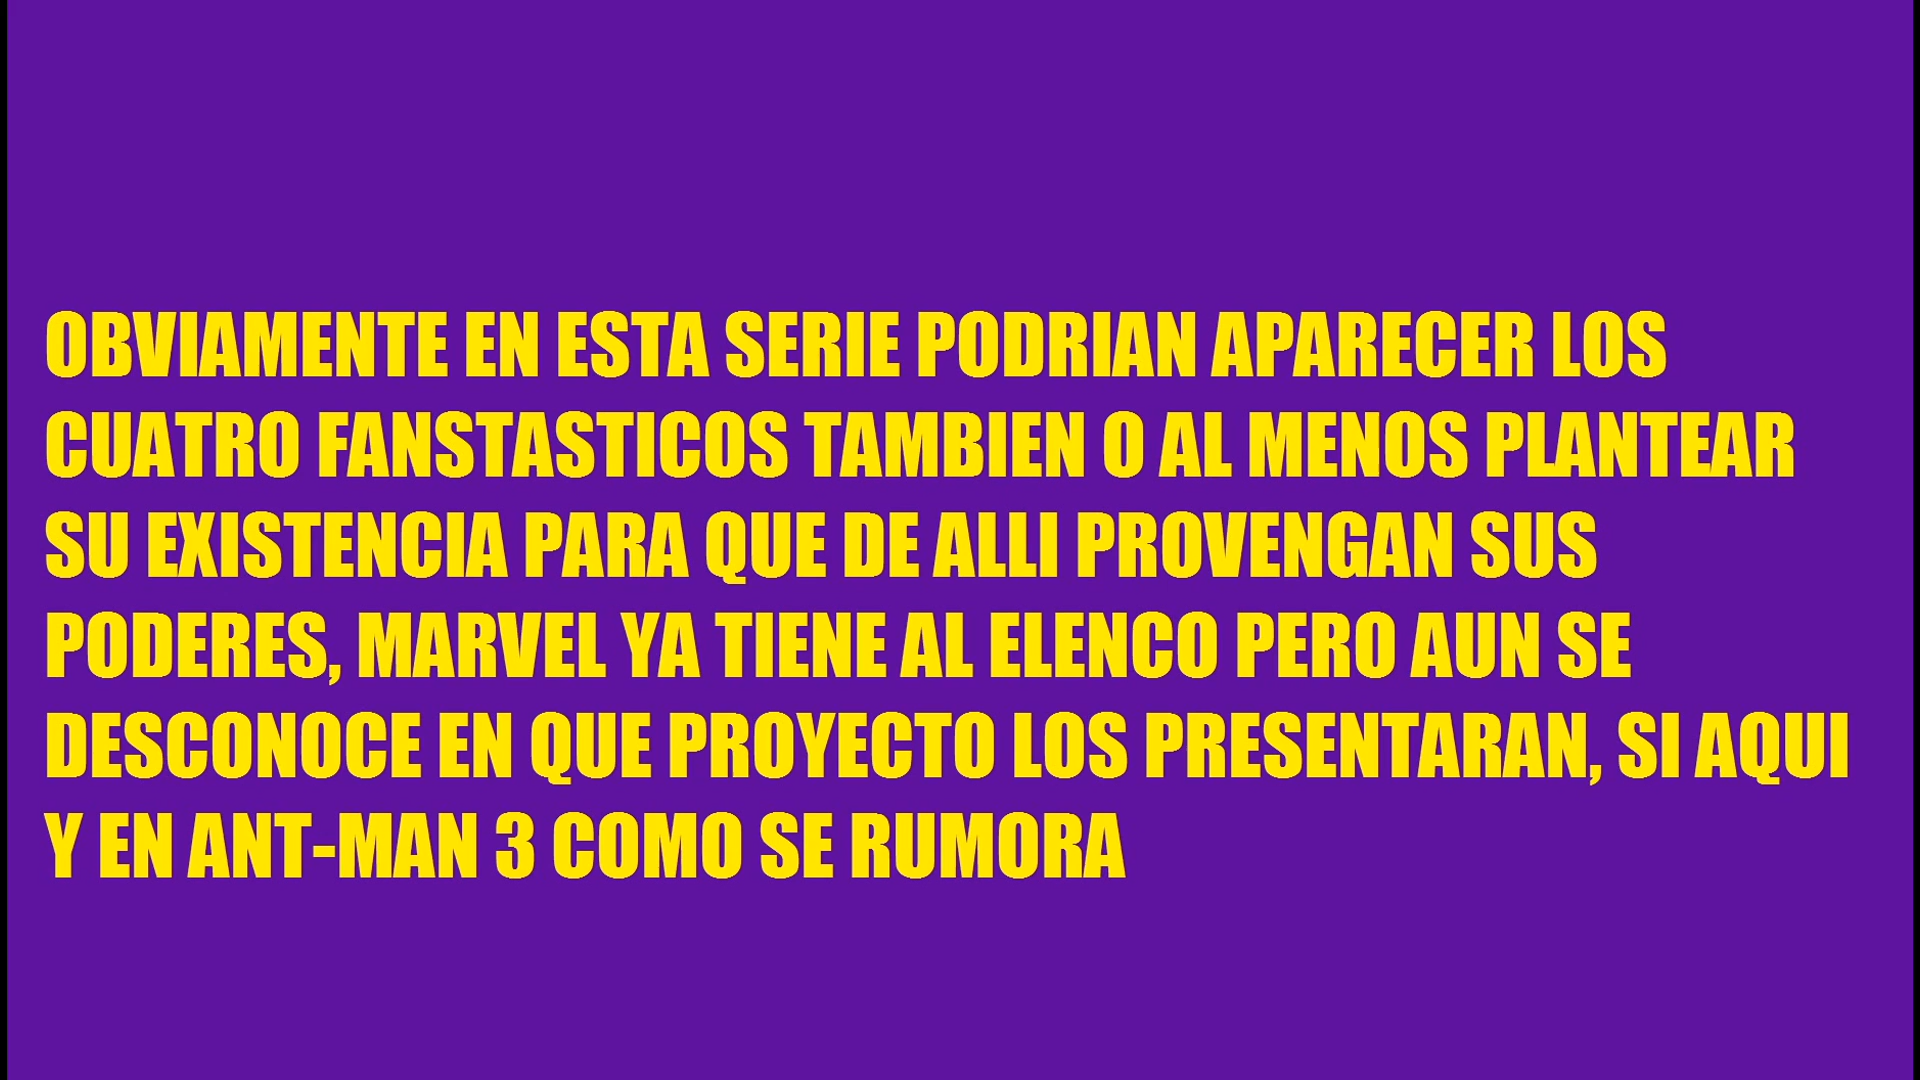 OBVIAMENTE EN ESTA SERIE PODRIAN APARECER LOS
CUATRO FANSTASTICOS TAMBIEN O AL MENOS PLANTEAR
SU EXISTENCIA PARA QUE DE ALLI PROVENGAN SUS
PODERES, MARVEL YA TIENE AL ELENCO PERO AUN SE
DESCONOCE EN QUE PROYECTO LOS PRESENTARAN, SI AQUI
Y EN ANT-MAN 3 COMO SE RUMORA